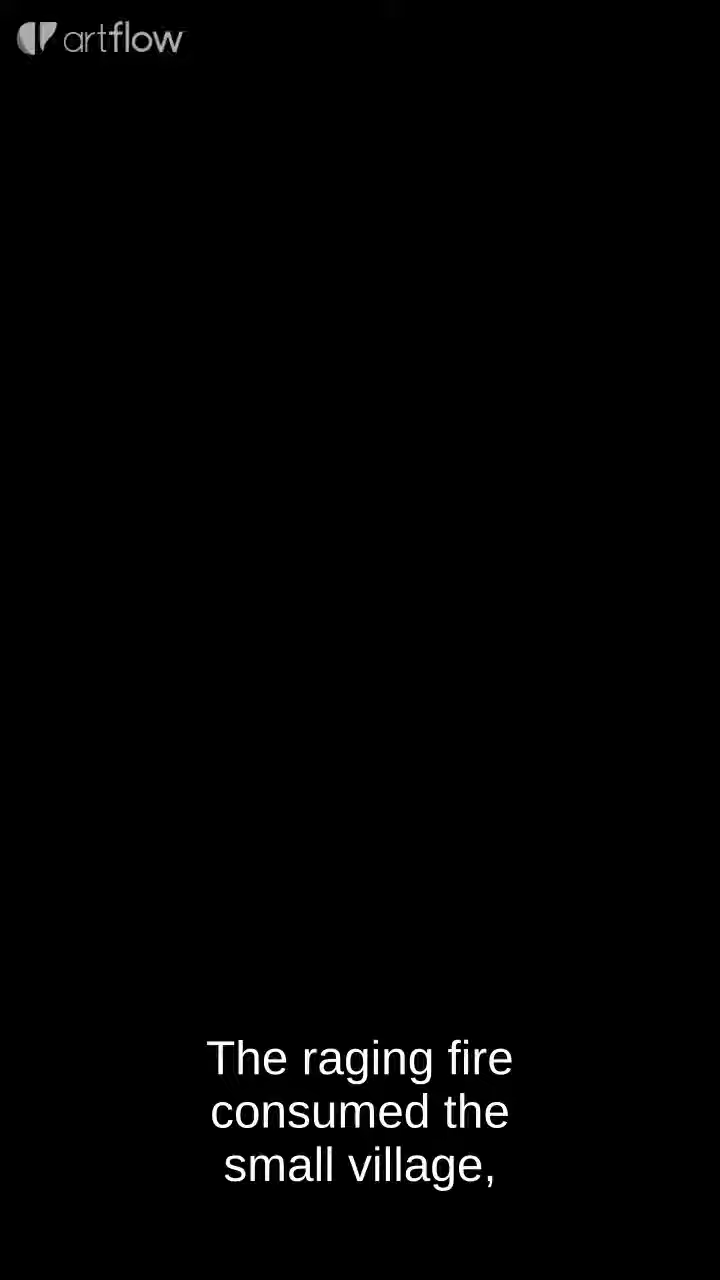 artflow
The raging fire
consumed the
small village,